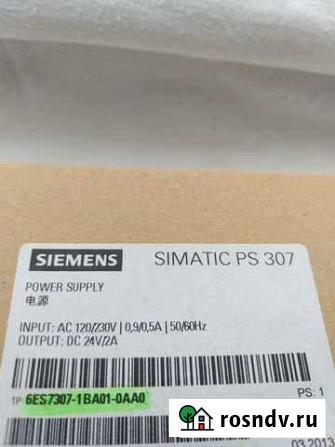 SIEMENS SIMATIC PS 307
POWER SUPPLY
电源
INPUT: AC 120/230V | 0,9/0,5A | 50/60Hz
OUTPUT: DC 24V/2A
1P 6ES7307-1BA01-0AA0
PS: 1
rosndv.ru